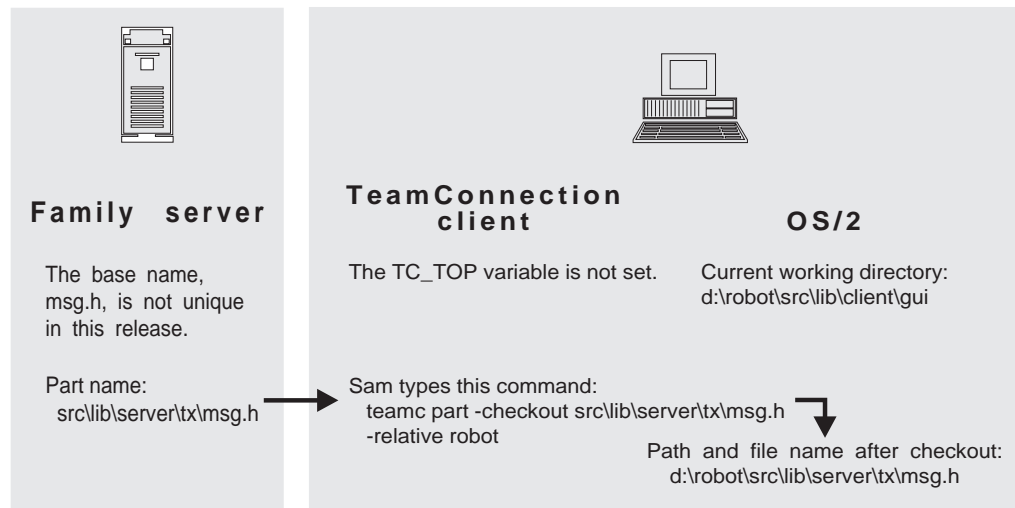 Family server
The base name,
msg.h, is not unique
in this release.
Part name:
src\lib\server\tx\msg.h
TeamConnection
client
The TC_TOP variable is not set.
Sam types this command:
teamc part -checkout src\lib\server\tx\msg.h
-relative robot
OS/2
Current working directory:
d:\robot\src\lib\client\gui
Path and file name after checkout:
d:\robot\src\lib\server\tx\msg.h